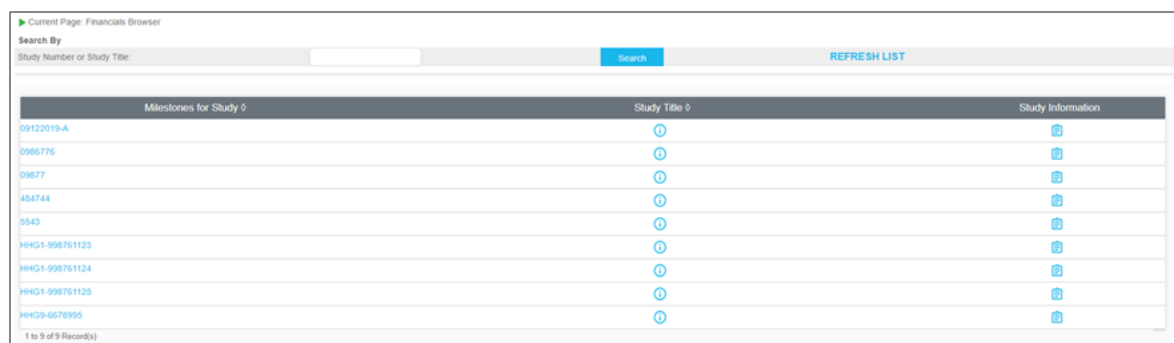 Current Page: Financials Browser
Search By
Study Number or Study Title: Search REFRESH LIST
Milestones for Study ◊ Study Title ◊ Study Information
09122019-A
0986776
09877
484744
5543
HHG1-998761123
HHG1-998761124
HHG1-998761125
HHG9-6678995
1 to 9 of 9 Record(s)